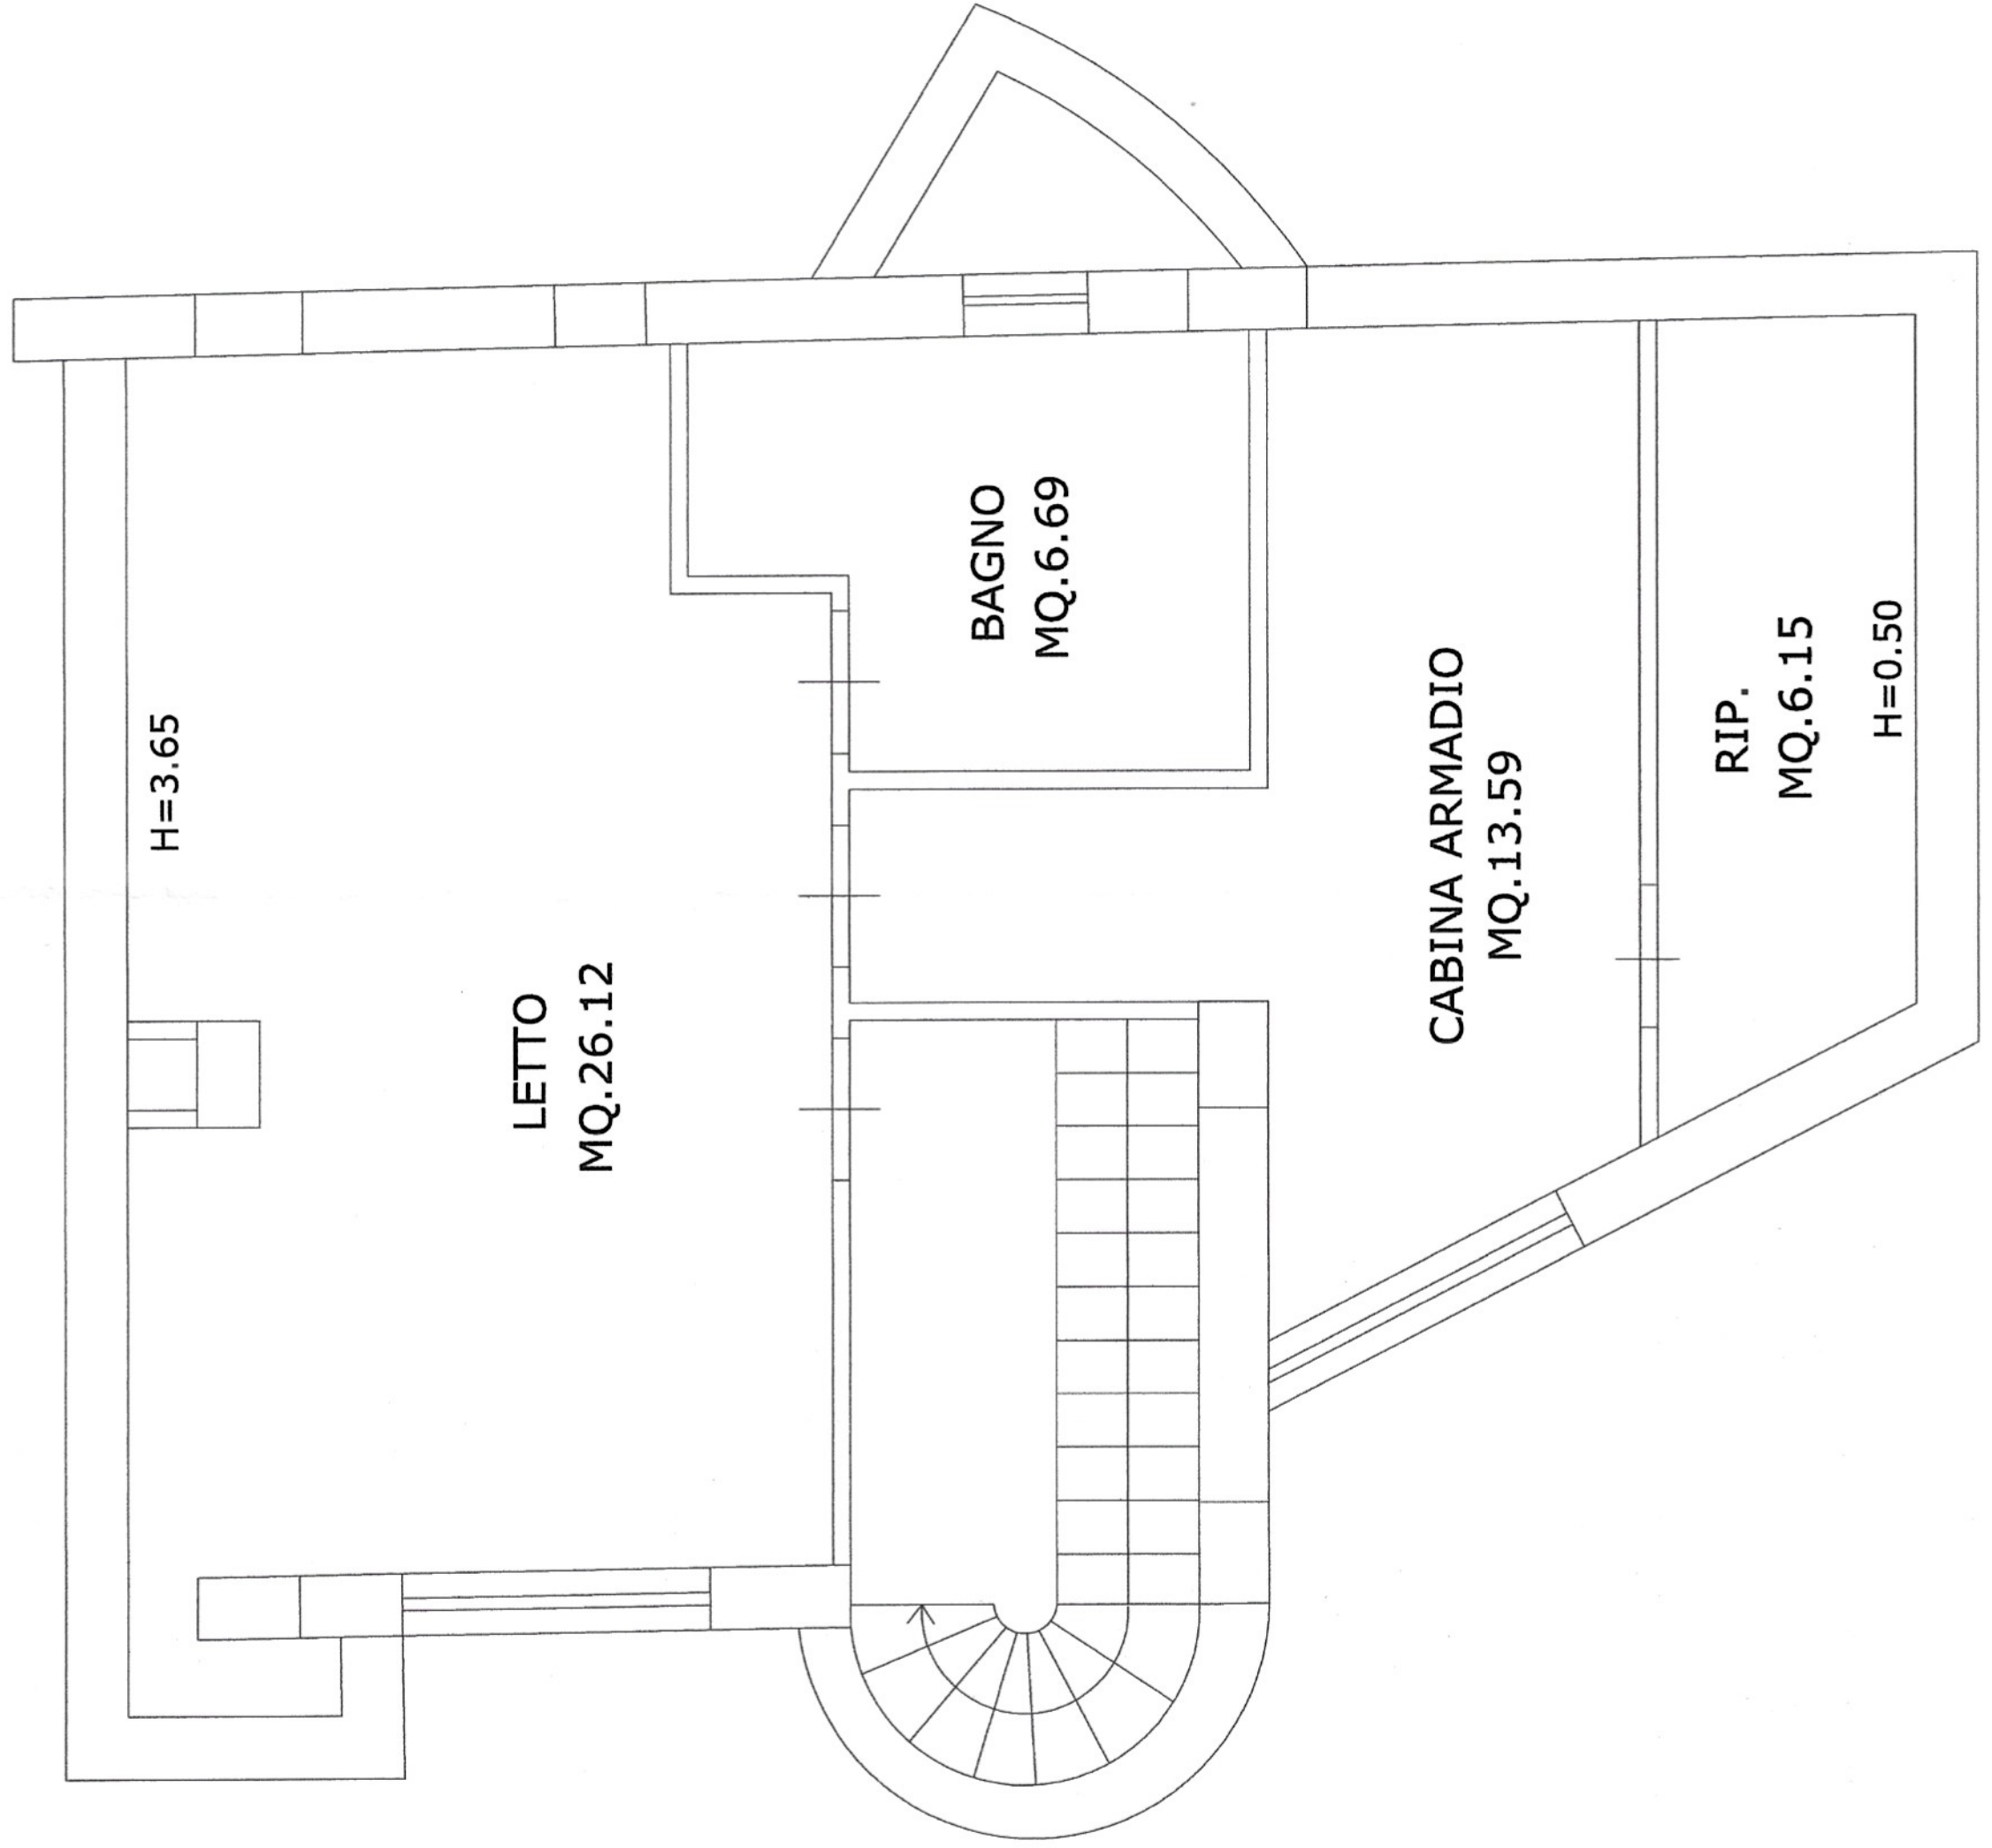 H=3.65
LETTO
MQ.26.12
BAGNO
MQ.6.69
CABINA ARMADIO
MQ.13.59
RIP.
MQ.6.15
H=0.50